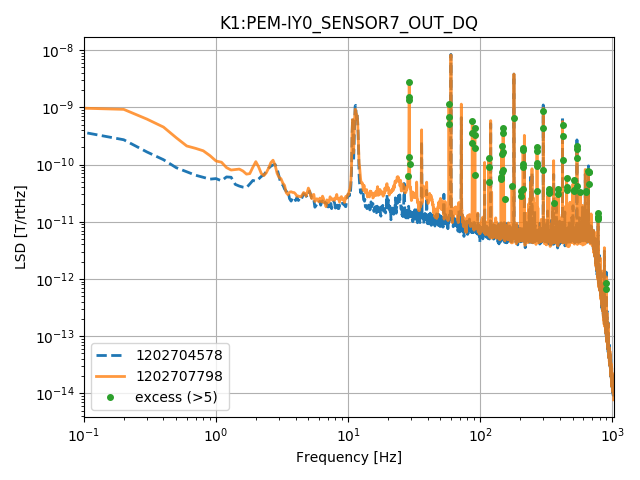 K1:PEM-IY0_SENSOR7_OUT_DQ
LSD [T/rtHz]
10⁻⁸
10⁻⁹
10⁻¹⁰
10⁻¹¹
10⁻¹²
10⁻¹³
10⁻¹⁴
1202704578
1202707798
excess (>5)
10⁻¹ 10⁰ 10¹ 10² 10³
Frequency [Hz]